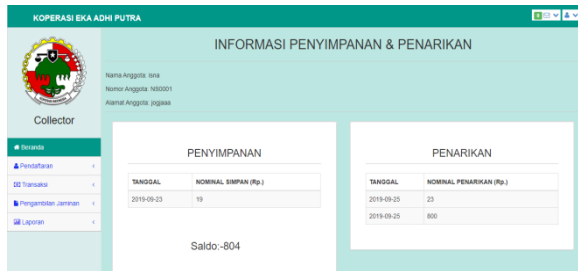 KOPERASI EKA ADHI PUTRA
INFORMASI PENYIMPANAN & PENARIKAN
Nama Anggota: isna
Nomor Anggota: NS0001
Alamat Anggota: jogjaaa
Collector
Beranda
Pendaftaran
Transaksi
Pengambilan Jaminan
Laporan
PENYIMPANAN
TANGGAL NOMINAL SIMPAN (Rp.)
2019-09-23 19
Saldo:-804
PENARIKAN
TANGGAL NOMINAL PENARIKAN (Rp.)
2019-09-25 23
2019-09-25 800